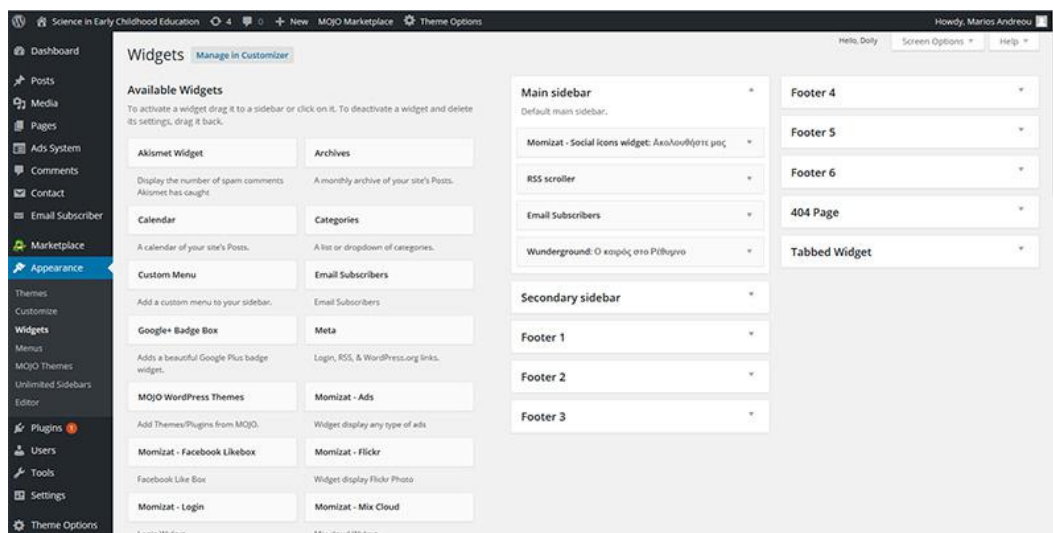 Science in Early Childhood Education 4 0 + New MOJO Marketplace Theme Options Howdy, Marios Andreou
Dashboard
Posts
Media
Pages
Ads System
Comments
Contact
Email Subscriber
Marketplace
Appearance
Themes
Customize
Widgets
Menus
MOJO Themes
Unlimited Sidebars
Editor
Plugins 1
Users
Tools
Settings
Theme Options
Hello, Dolly Screen Options Help
Widgets Manage in Customizer
Available Widgets
To activate a widget drag it to a sidebar or click on it. To deactivate a widget and delete
its settings, drag it back.
Akismet Widget Archives
Display the number of spam comments A monthly archive of your site's Posts.
Akismet has caught
Calendar Categories
A calendar of your site's Posts. A list or dropdown of categories.
Custom Menu Email Subscribers
Add a custom menu to your sidebar. Email Subscribers
Google+ Badge Box Meta
Adds a beautiful Google Plus badge Login, RSS, & WordPress.org links.
widget.
MOJO WordPress Themes Momizat - Ads
Add Themes/Plugins from MOJO. Widget display any type of ads
Momizat - Facebook Likebox Momizat - Flickr
Facebook Like Box Widget display Flickr Photo
Momizat - Login Momizat - Mix Cloud
Main sidebar
Default main sidebar.
Momizat - Social icons widget: Ακολουθήστε μας
RSS scroller
Email Subscribers
Wunderground: Ο καιρός στο Ρέθυμνο
Secondary sidebar
Footer 1
Footer 2
Footer 3
Footer 4
Footer 5
Footer 6
404 Page
Tabbed Widget